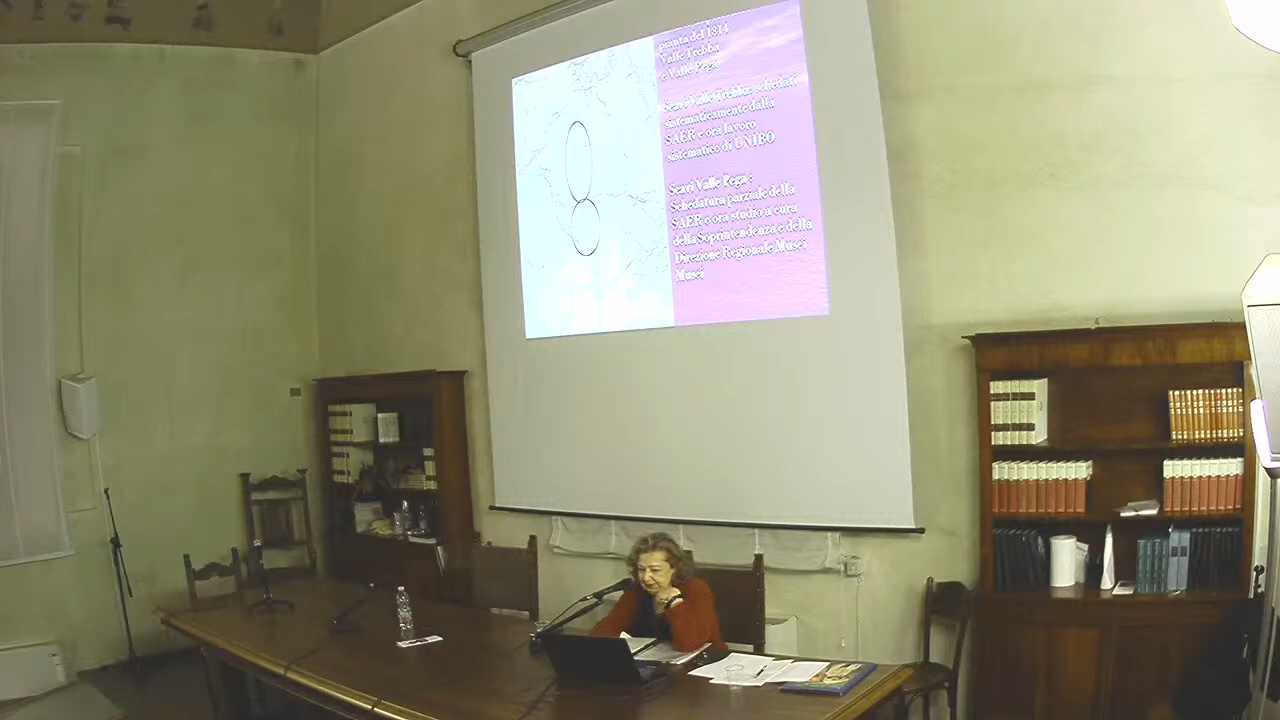 pianta del 1814
Valle Trebba
e Valle Pega
Scavi Valle Trebba: schedati
sistematicamente dalla
SAER e ora lavoro
sistematico di UNIBO
Scavi Valle Pega:
Schedatura parziale della
SAER e ora studio a cura
della Soprintendenza e della
Direzione Regionale Musei
Musei